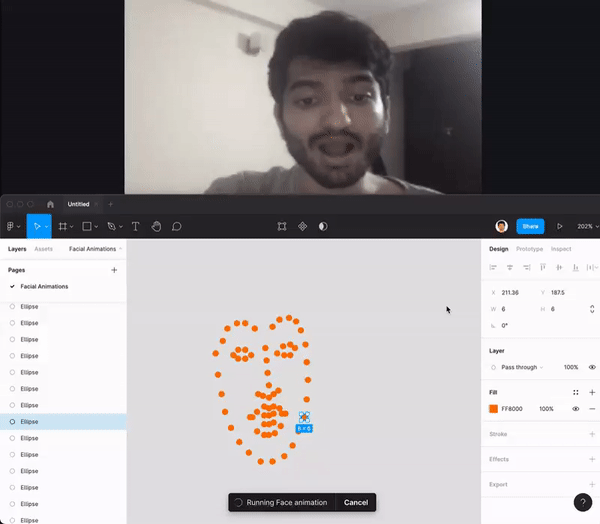 Untitled
Share
202%
Layers Assets Facial Animations
Design Prototype Inspect
Pages
Facial Animations
X 211.36 Y 187.5
W 6 H 6
0°
Ellipse
Ellipse
Ellipse
Ellipse
Ellipse
Ellipse
Ellipse
Ellipse
Ellipse
Ellipse
Ellipse
Ellipse
Ellipse
Ellipse
Layer
Pass through 100%
Fill
FF6000 100%
Stroke
Effects
Export
6 × 6
Running Face animation Cancel
?